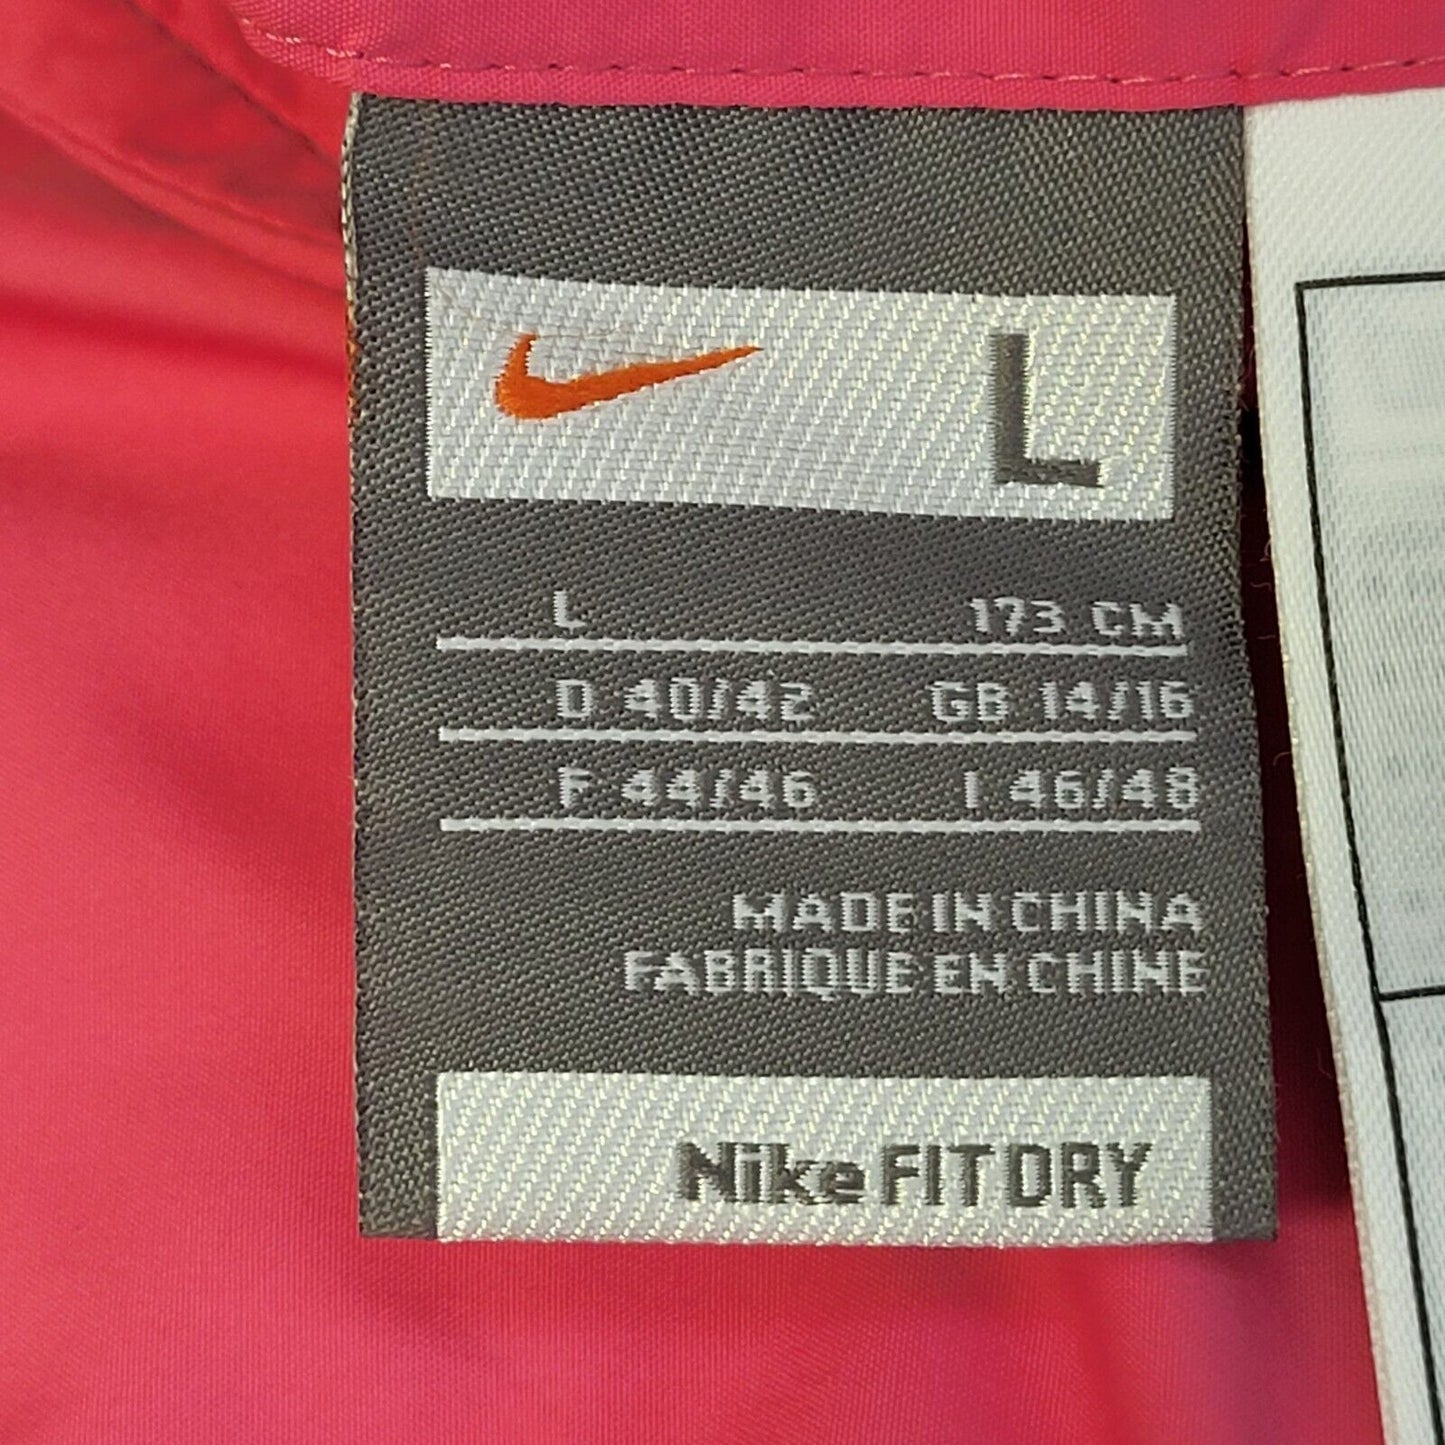 L
L 173 CM
D 40/42 GB 14/16
F 44/46 I 46/48
MADE IN CHINA
FABRIQUE EN CHINE
Nike FIT DRY